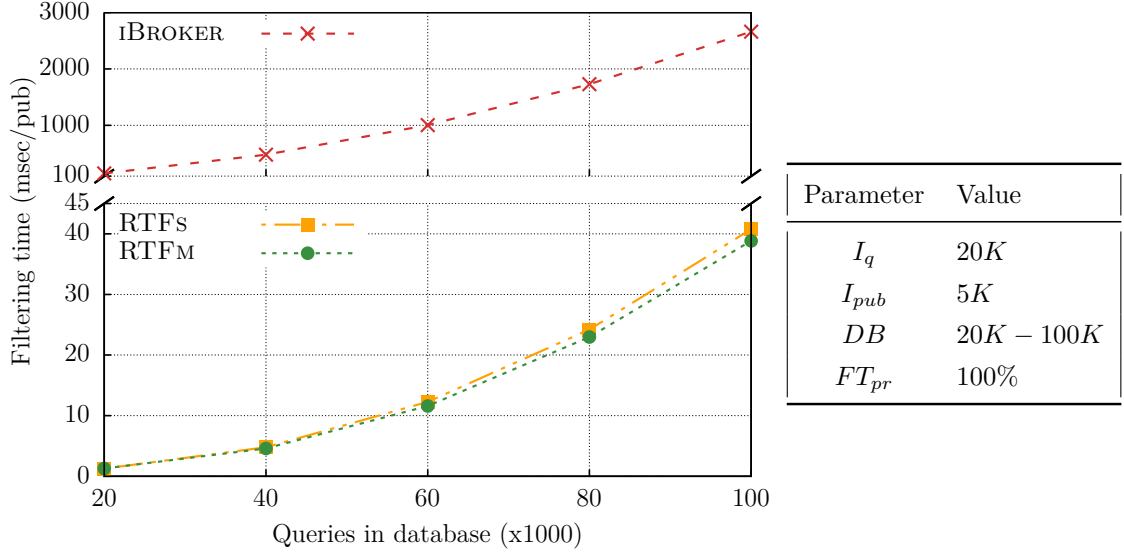 3000
2000
1000
100
iBroker
45
40
30
20
10
0
RTFs
RTFm
20 40 60 80 100
Filtering time (msec/pub)
Queries in database (x1000)
Parameter Value
I_q 20K
I_pub 5K
DB 20K − 100K
FT_pr 100%